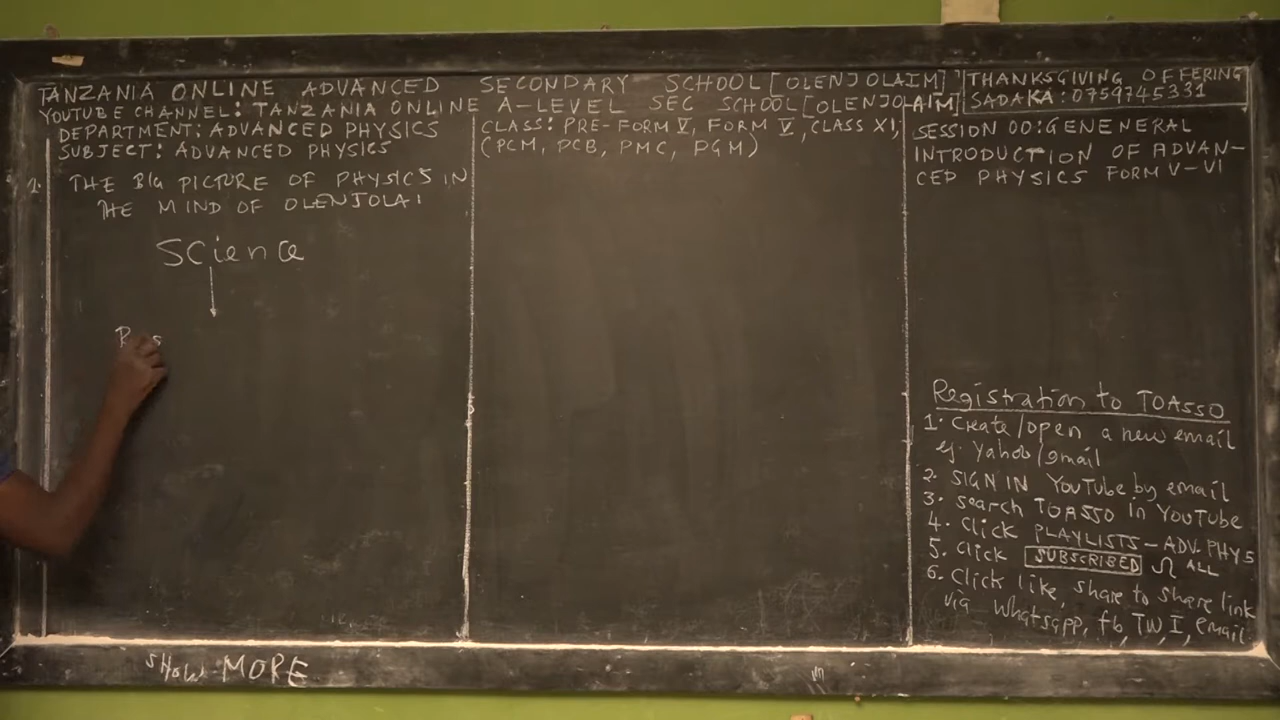 TANZANIA ONLINE ADVANCED SECONDARY SCHOOL [OLENJOLAIM]
YOUTUBE CHANNEL: TANZANIA ONLINE A-LEVEL SEC SCHOOL [OLENJOLAIM]
THANKSGIVING OFFERING
SADAKA: 0759745331
DEPARTMENT: ADVANCED PHYSICS
SUBJECT: ADVANCED PHYSICS
1. THE BIG PICTURE OF PHYSICS IN
THE MIND OF OLENJOLAI
Science
CLASS: PRE-FORM V, FORM V, CLASS XI,
(PCM, PCB, PMC, PGM)
SESSION 00: GENENERAL
INTRODUCTION OF ADVAN-
CED PHYSICS FORM V-VI
Registration to TOASSO
1. Create/open a new email
eg. Yahoo/gmail
2. SIGN IN YouTube by email
3. Search TOASSO in YouTUBE
4. Click PLAYLISTS-ADV. PHYS
5. Click SUBSCRIBED ALL
6. Click like, share to share link
via Whatsapp, fb, TW, I, email
SHOW MORE